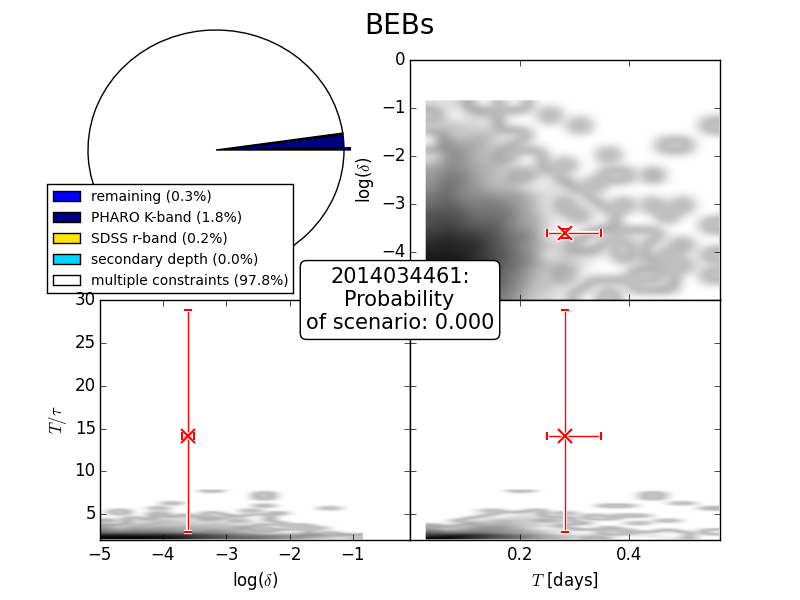 BEBs
remaining (0.3%)
PHARO K-band (1.8%)
SDSS r-band (0.2%)
secondary depth (0.0%)
multiple constraints (97.8%)
0
−1
−2
−3
−4
log(δ)
2014034461:
Probability
of scenario: 0.000
30
25
20
15
10
5
T/τ
−5 −4 −3 −2 −1
log(δ)
0.2 0.4
T [days]